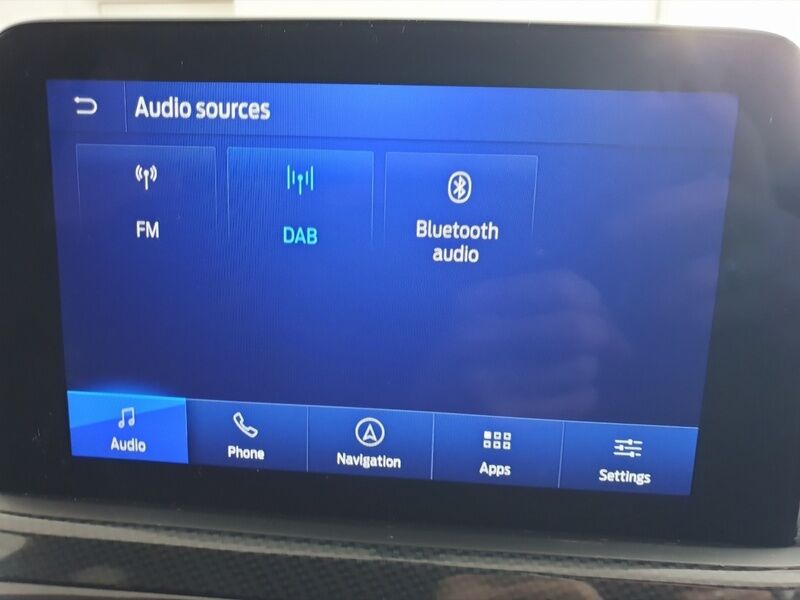 Audio sources
FM
DAB
Bluetooth
audio
Audio
Phone
Navigation
Apps
Settings